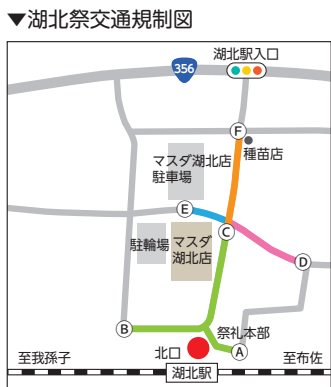 ▼湖北祭交通規制図
湖北駅入口
356
F
種苗店
マスダ湖北店
駐車場
E
C
駐輪場
マスダ
湖北店
D
B
祭礼本部
北口
A
至我孫子
至布佐
湖北駅